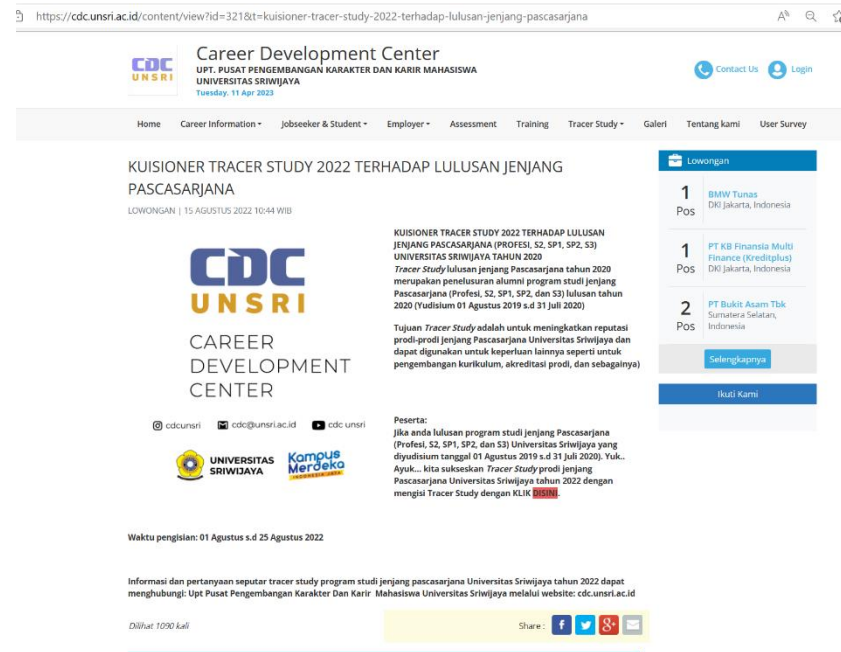 https://cdc.unsri.ac.id/content/view?id=321&t=kuisioner-tracer-study-2022-terhadap-lulusan-jenjang-pascasarjana
CDC
UNSRI
Career Development Center
UPT. PUSAT PENGEMBANGAN KARAKTER DAN KARIR MAHASISWA
UNIVERSITAS SRIWIJAYA
Tuesday, 11 Apr 2023
Contact Us
Login
Home Career Information Jobseeker & Student Employer Assessment Training Tracer Study Galeri Tentang kami User Survey
KUISIONER TRACER STUDY 2022 TERHADAP LULUSAN JENJANG
PASCASARJANA
LOWONGAN | 15 AGUSTUS 2022 10:44 WIB
CDC
UNSRI
CAREER
DEVELOPMENT
CENTER
cdcunsri cdc@unsri.ac.id cdc unsri
UNIVERSITAS
SRIWIJAYA
Kampus
Merdeka
INDONESIA JAYA
KUISIONER TRACER STUDY 2022 TERHADAP LULUSAN
JENJANG PASCASARJANA (PROFESI, S2, SP1, SP2, S3)
UNIVERSITAS SRIWIJAYA TAHUN 2020
Tracer Study lulusan jenjang Pascasarjana tahun 2020
merupakan penelusuran alumni program studi jenjang
Pascasarjana (Profesi, S2, SP1, SP2, dan S3) lulusan tahun
2020 (Yudisium 01 Agustus 2019 s.d 31 Juli 2020)
Tujuan Tracer Study adalah untuk meningkatkan reputasi
prodi-prodi jenjang Pascasarjana Universitas Sriwijaya dan
dapat digunakan untuk keperluan lainnya seperti untuk
pengembangan kurikulum, akreditasi prodi, dan sebagainya)
Peserta:
Jika anda lulusan program studi jenjang Pascasarjana
(Profesi, S2, SP1, SP2, dan S3) Universitas Sriwijaya yang
diyudisium tanggal 01 Agustus 2019 s.d 31 Juli 2020). Yuk..
Ayuk... kita sukseskan Tracer Study prodi jenjang
Pascasarjana Universitas Sriwijaya tahun 2022 dengan
mengisi Tracer Study dengan KLIK DISINI.
Waktu pengisian: 01 Agustus s.d 25 Agustus 2022
Informasi dan pertanyaan seputar tracer study program studi jenjang pascasarjana Universitas Sriwijaya tahun 2022 dapat
menghubungi: Upt Pusat Pengembangan Karakter Dan Karir Mahasiswa Universitas Sriwijaya melalui website: cdc.unsri.ac.id
Dilihat 1090 kali
Share :
Lowongan
1
Pos
BMW Tunas
DKI Jakarta, Indonesia
1
Pos
PT KB Finansia Multi
Finance (Kreditplus)
DKI Jakarta, Indonesia
2
Pos
PT Bukit Asam Tbk
Sumatera Selatan,
Indonesia
Selengkapnya
Ikuti Kami